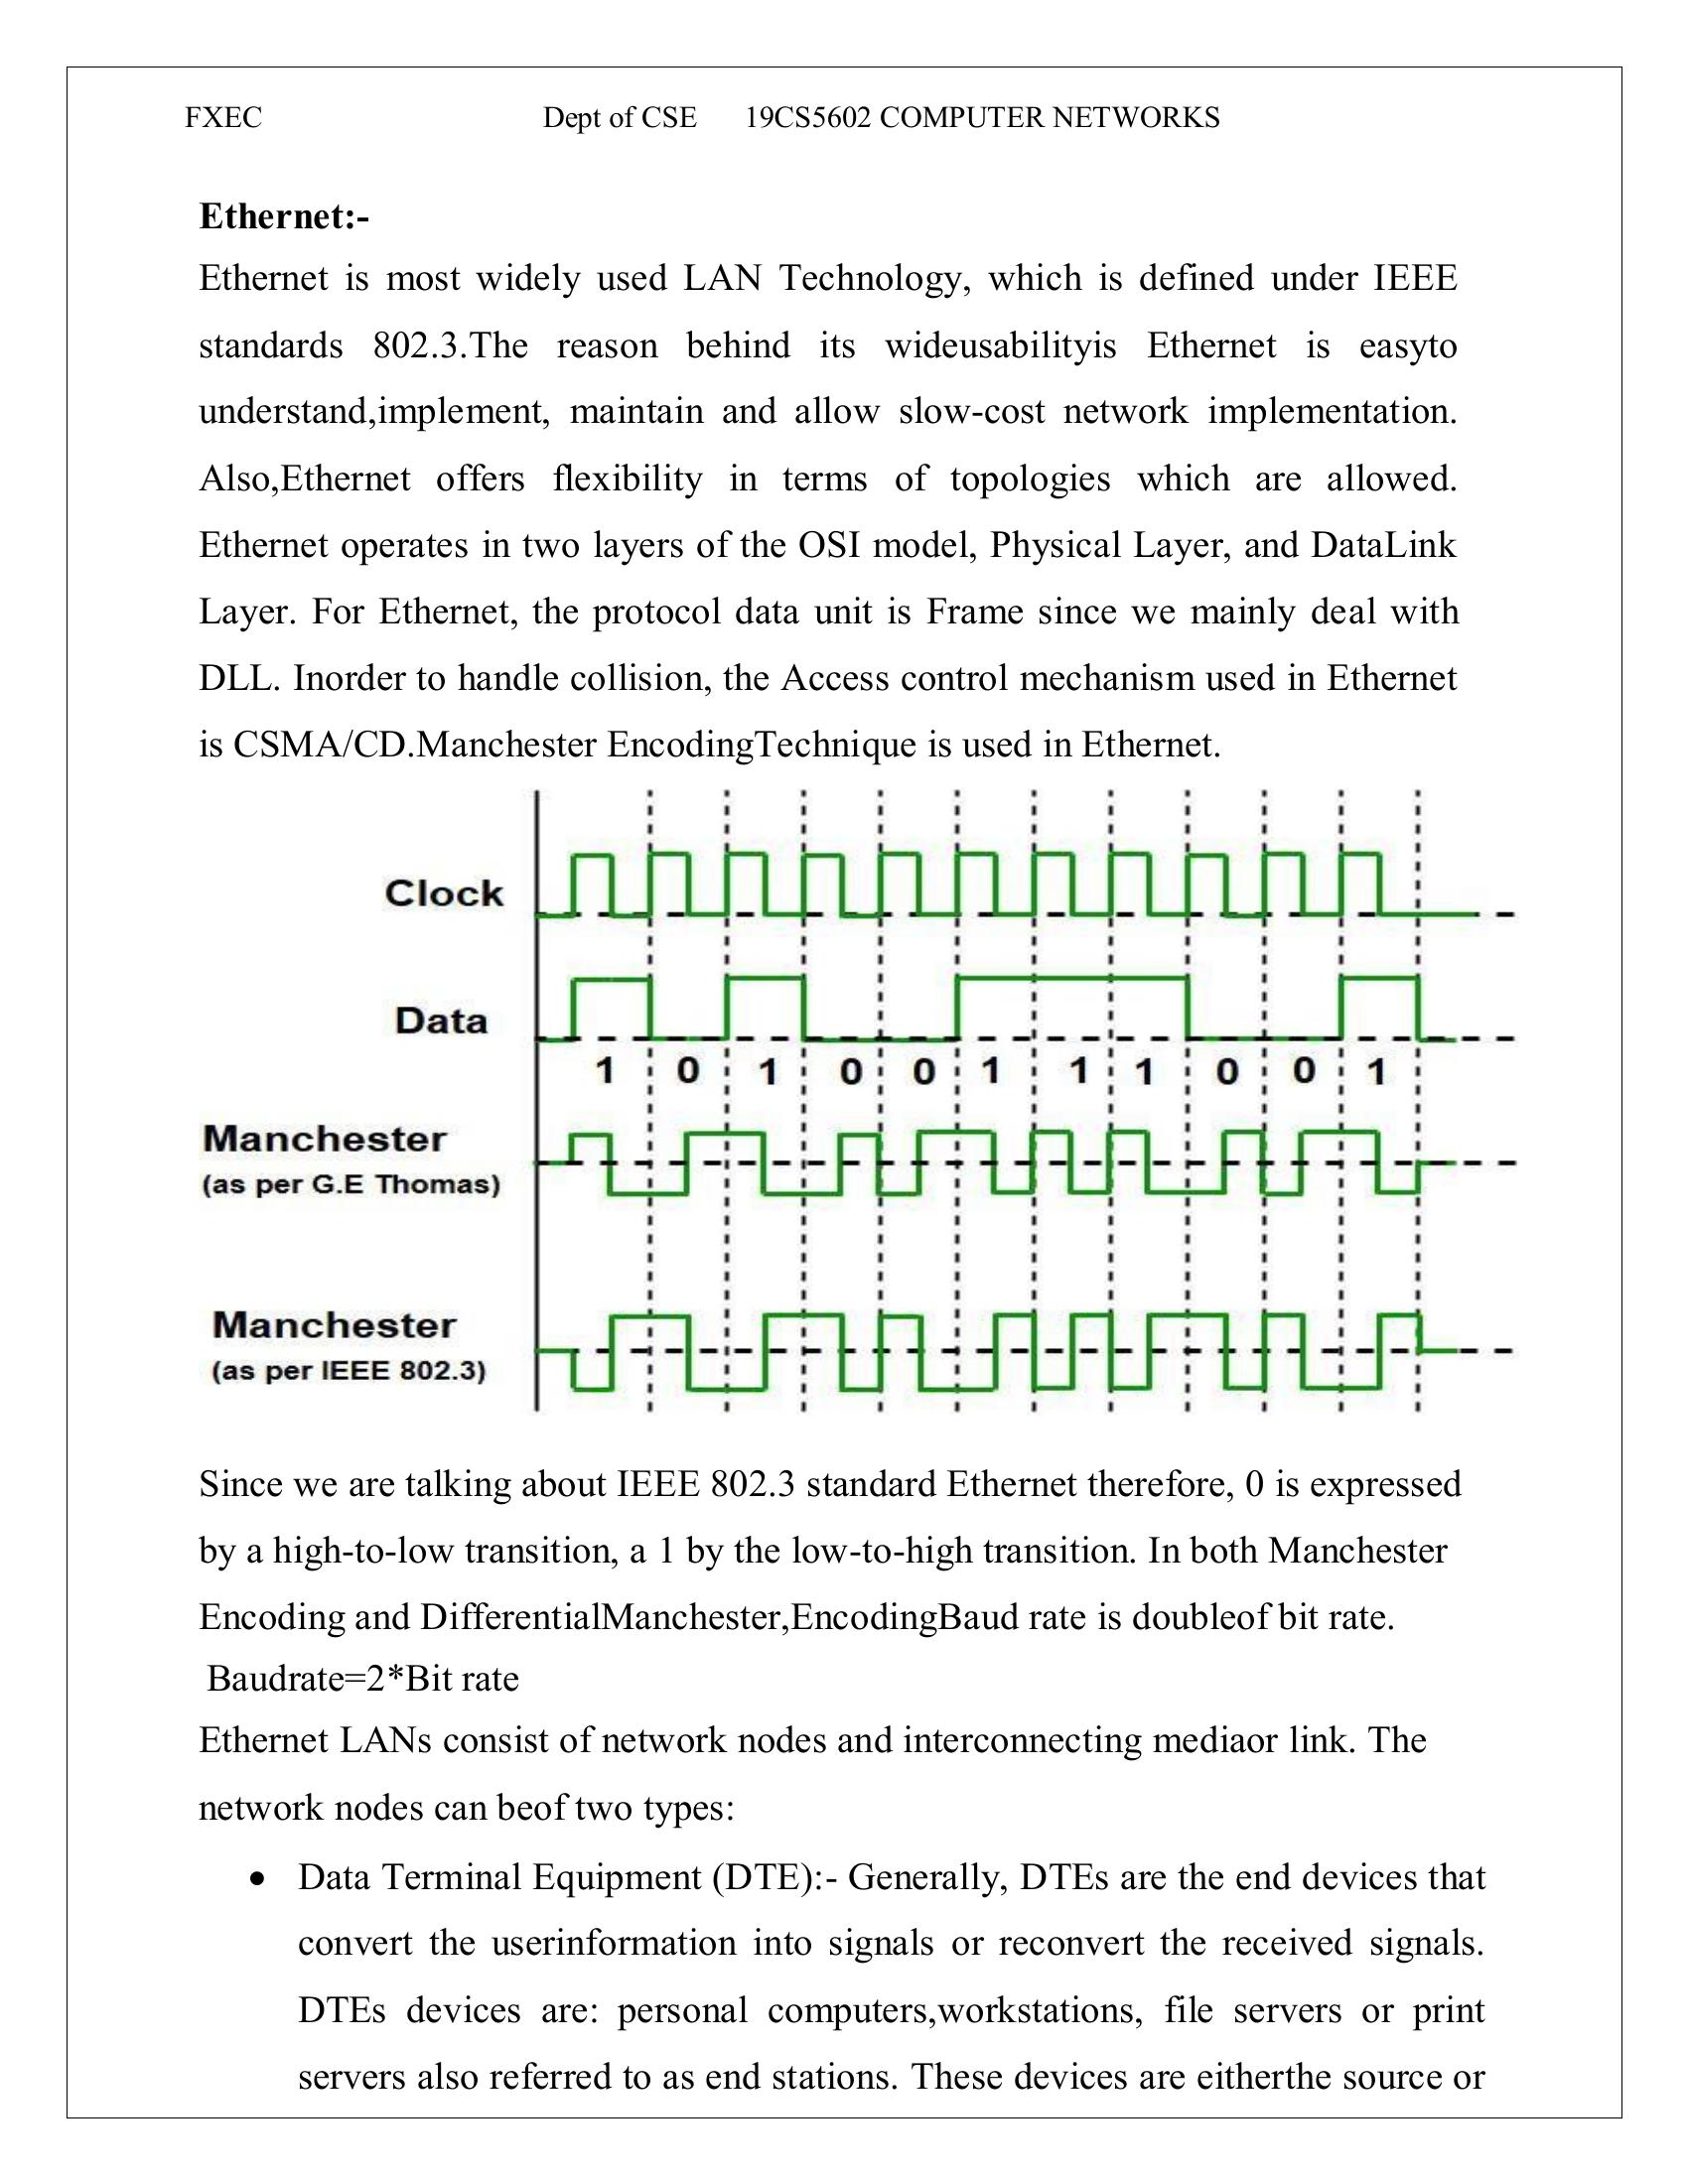 FXEC Dept of CSE 19CS5602 COMPUTER NETWORKS
Ethernet:-
Ethernet is most widely used LAN Technology, which is defined under IEEE
standards 802.3.The reason behind its wideusabilityis Ethernet is easyto
understand,implement, maintain and allow slow-cost network implementation.
Also,Ethernet offers flexibility in terms of topologies which are allowed.
Ethernet operates in two layers of the OSI model, Physical Layer, and DataLink
Layer. For Ethernet, the protocol data unit is Frame since we mainly deal with
DLL. Inorder to handle collision, the Access control mechanism used in Ethernet
is CSMA/CD.Manchester EncodingTechnique is used in Ethernet.
Clock
Data
1 0 1 0 0 1 1 1 0 0 1
Manchester
(as per G.E Thomas)
Manchester
(as per IEEE 802.3)
Since we are talking about IEEE 802.3 standard Ethernet therefore, 0 is expressed
by a high-to-low transition, a 1 by the low-to-high transition. In both Manchester
Encoding and DifferentialManchester,EncodingBaud rate is doubleof bit rate.
Baudrate=2*Bit rate
Ethernet LANs consist of network nodes and interconnecting mediaor link. The
network nodes can beof two types:
• Data Terminal Equipment (DTE):- Generally, DTEs are the end devices that
convert the userinformation into signals or reconvert the received signals.
DTEs devices are: personal computers,workstations, file servers or print
servers also referred to as end stations. These devices are eitherthe source or